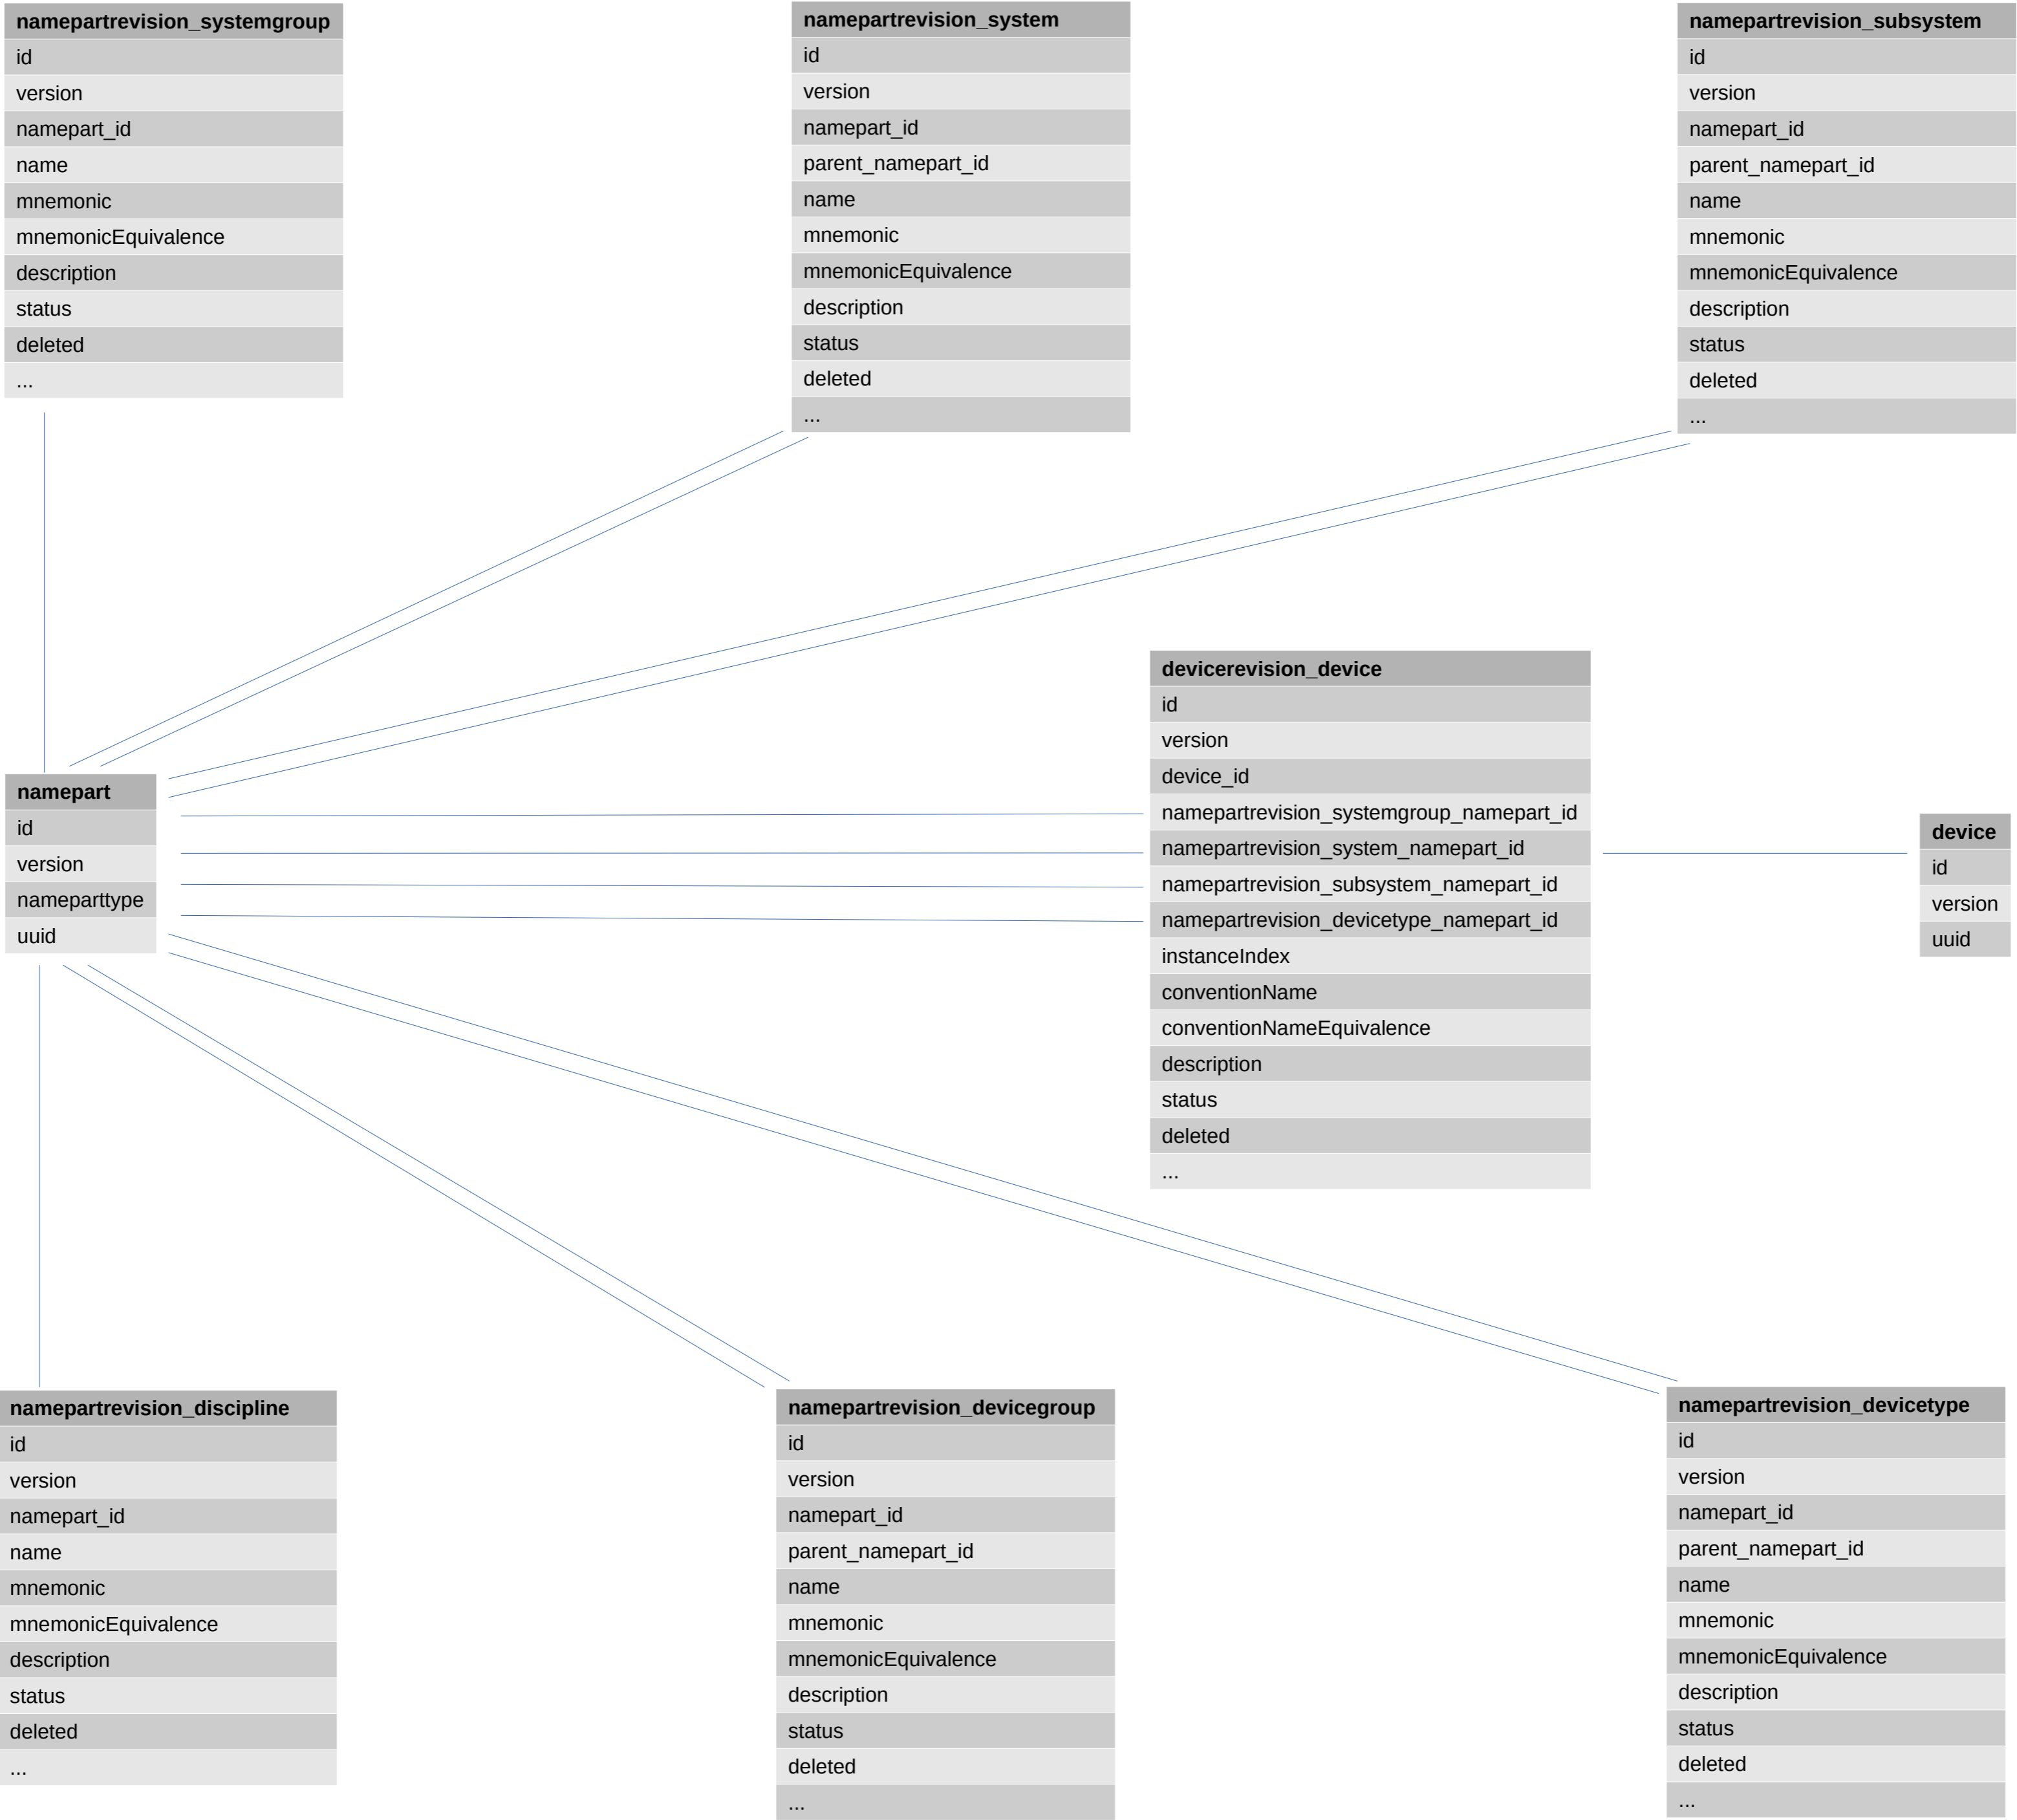 namepartrevision_systemgroup
id
version
namepart_id
name
mnemonic
mnemonicEquivalence
description
status
deleted
...
namepartrevision_system
id
version
namepart_id
parent_namepart_id
name
mnemonic
mnemonicEquivalence
description
status
deleted
...
namepartrevision_subsystem
id
version
namepart_id
parent_namepart_id
name
mnemonic
mnemonicEquivalence
description
status
deleted
...
namepart
id
version
nameparttype
uuid
devicerevision_device
id
version
device_id
namepartrevision_systemgroup_namepart_id
namepartrevision_system_namepart_id
namepartrevision_subsystem_namepart_id
namepartrevision_devicetype_namepart_id
instanceIndex
conventionName
conventionNameEquivalence
description
status
deleted
...
device
id
version
uuid
namepartrevision_discipline
id
version
namepart_id
name
mnemonic
mnemonicEquivalence
description
status
deleted
...
namepartrevision_devicegroup
id
version
namepart_id
parent_namepart_id
name
mnemonic
mnemonicEquivalence
description
status
deleted
...
namepartrevision_devicetype
id
version
namepart_id
parent_namepart_id
name
mnemonic
mnemonicEquivalence
description
status
deleted
...